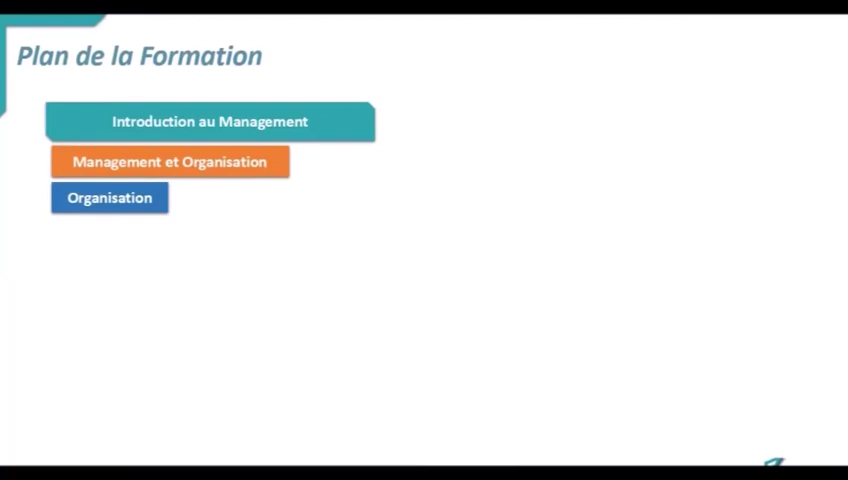 Plan de la Formation
Introduction au Management
Management et Organisation
Organisation